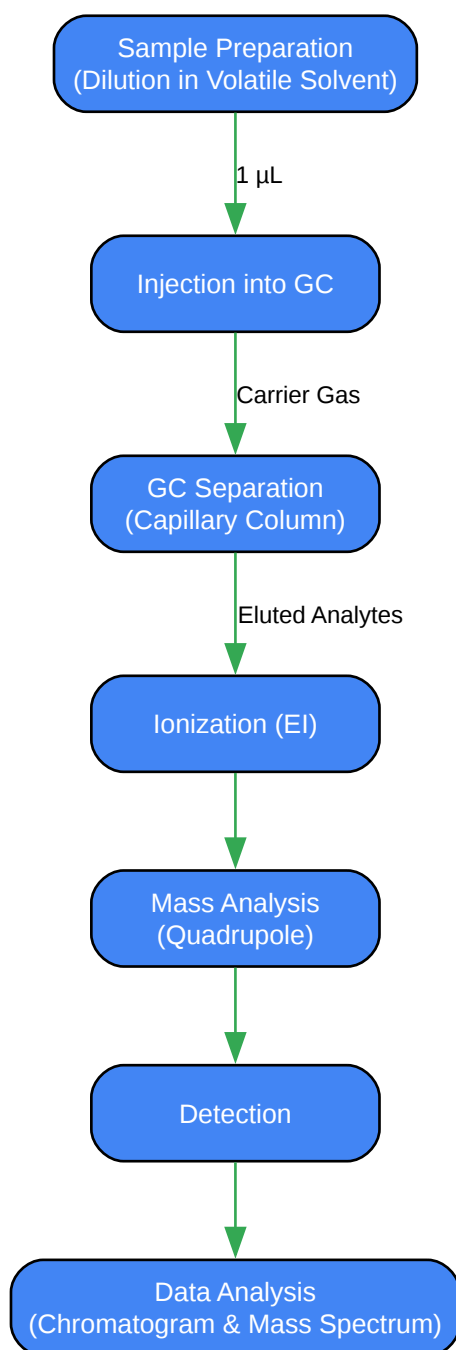 Sample Preparation
(Dilution in Volatile Solvent)
1 µL
Injection into GC
Carrier Gas
GC Separation
(Capillary Column)
Eluted Analytes
Ionization (EI)
Mass Analysis
(Quadrupole)
Detection
Data Analysis
(Chromatogram & Mass Spectrum)